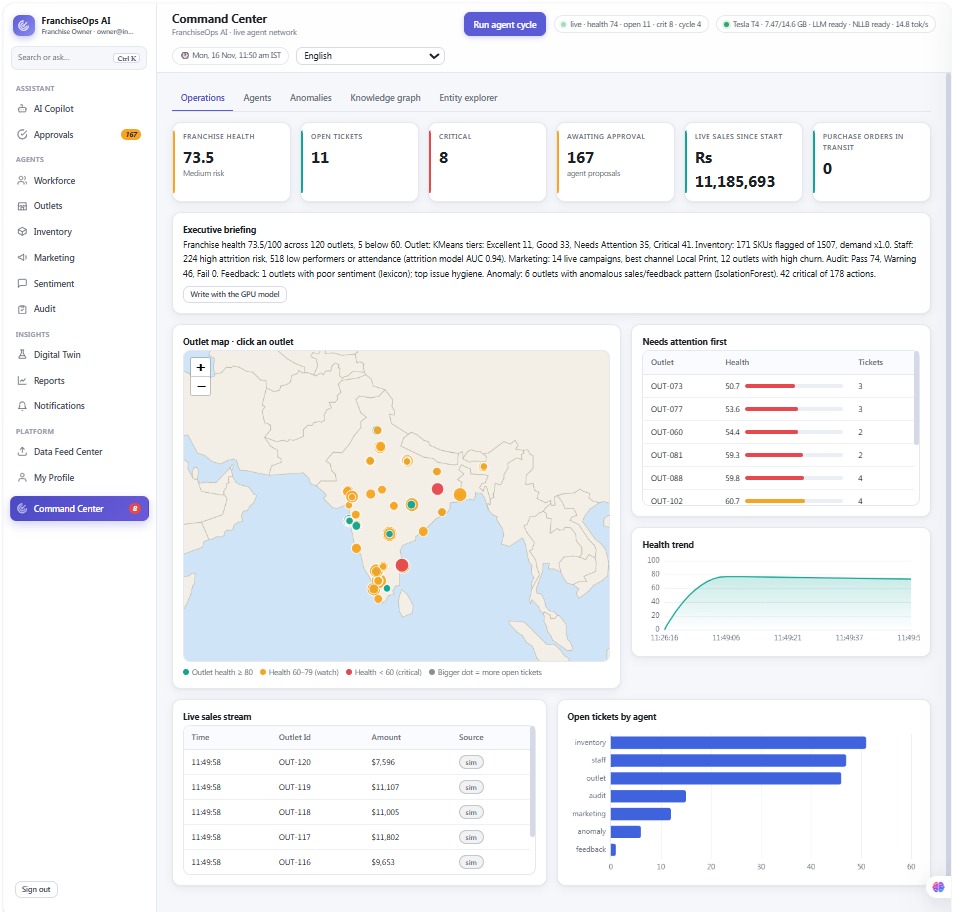 FranchiseOps AI
Franchise Owner · owner@in...
Search or ask...
Ctrl K
ASSISTANT
AI Copilot
Approvals
167
AGENTS
Workforce
Outlets
Inventory
Marketing
Sentiment
Audit
INSIGHTS
Digital Twin
Reports
Notifications
PLATFORM
Data Feed Center
My Profile
Command Center
8
Sign out
Command Center
FranchiseOps AI · live agent network
Run agent cycle
live · health 74 · open 11 · crit 8 · cycle 4
Tesla T4 · 7.47/14.6 GB · LLM ready · NLLB ready · 14.8 tok/s
Mon, 16 Nov, 11:50 am IST
English
Operations
Agents
Anomalies
Knowledge graph
Entity explorer
FRANCHISE HEALTH
73.5
Medium risk
OPEN TICKETS
11
CRITICAL
8
AWAITING APPROVAL
167
agent proposals
LIVE SALES SINCE START
Rs
11,185,693
PURCHASE ORDERS IN
TRANSIT
0
Executive briefing
Franchise health 73.5/100 across 120 outlets, 5 below 60. Outlet: KMeans tiers: Excellent 11, Good 33, Needs Attention 35, Critical 41. Inventory: 171 SKUs flagged of 1507, demand x1.0. Staff:
224 high attrition risk, 518 low performers or attendance (attrition model AUC 0.94). Marketing: 14 live campaigns, best channel Local Print, 12 outlets with high churn. Audit: Pass 74, Warning
46, Fail 0. Feedback: 1 outlets with poor sentiment (lexicon); top issue hygiene. Anomaly: 6 outlets with anomalous sales/feedback pattern (IsolationForest). 42 critical of 178 actions.
Write with the GPU model
Outlet map · click an outlet
+
−
Outlet health ≥ 80
Health 60–79 (watch)
Health < 60 (critical)
Bigger dot = more open tickets
Needs attention first
Outlet Health Tickets
OUT-073 50.7 3
OUT-077 53.6 3
OUT-060 54.4 2
OUT-081 59.3 2
OUT-088 59.8 4
OUT-102 60.7 4
Health trend
100
80
60
40
20
0
11:26:16 11:49:06 11:49:21 11:49:37 11:49:5
Live sales stream
Time Outlet Id Amount Source
11:49:58 OUT-120 $7,596 sim
11:49:58 OUT-119 $11,107 sim
11:49:58 OUT-118 $11,005 sim
11:49:58 OUT-117 $11,802 sim
11:49:58 OUT-116 $9,653 sim
Open tickets by agent
inventory
staff
outlet
audit
marketing
anomaly
feedback
0 10 20 30 40 50 60